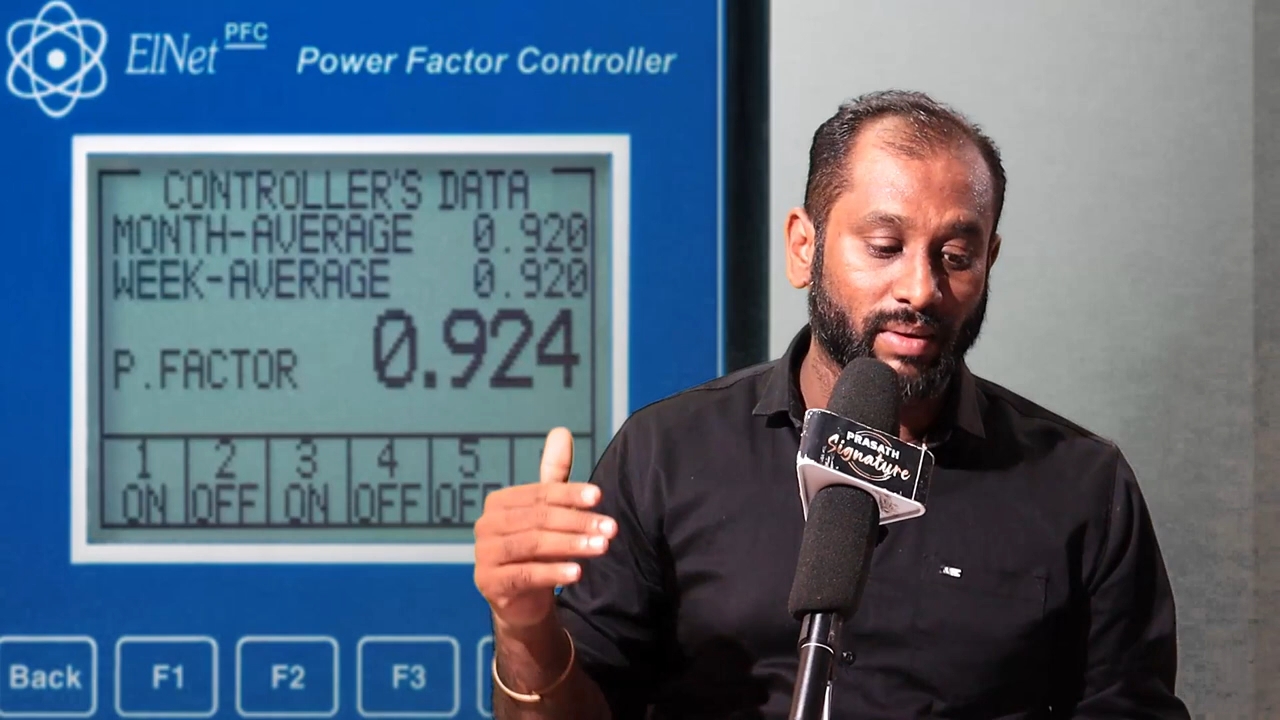 ElNet PFC
Power Factor Controller
CONTROLLER'S DATA
MONTH-AVERAGE 0.920
WEEK-AVERAGE 0.920
P.FACTOR 0.924
1 2 3 4 5
ON OFF ON OFF OF
Back F1 F2 F3
PRASATH
Signature